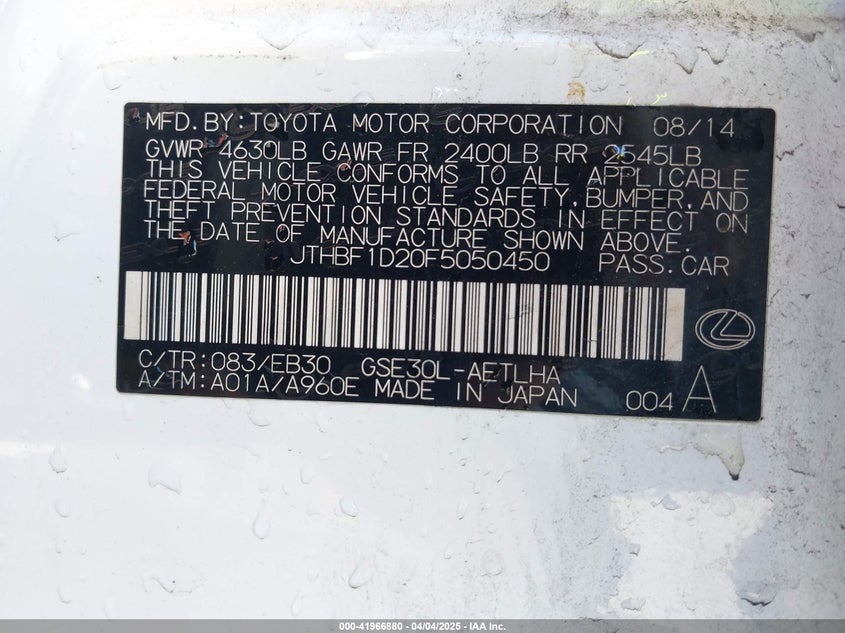 MFD.BY:TOYOTA MOTOR CORPORATION 08/14
GVWR 4630LB GAWR FR 2400LB RR 2545LB
THIS VEHICLE CONFORMS TO ALL APPLICABLE
FEDERAL MOTOR VEHICLE SAFETY,BUMPER,AND
THEFT PREVENTION STANDARDS IN EFFECT ON
THE DATE OF MANUFACTURE SHOWN ABOVE.
JTHBF1D20F5050450 PASS.CAR
C/TR:083/EB30 GSE30L-AETLHA
A/TM:A01A/A960E MADE IN JAPAN 004 A
000-41966880 - 04/04/2025 - IAA Inc.